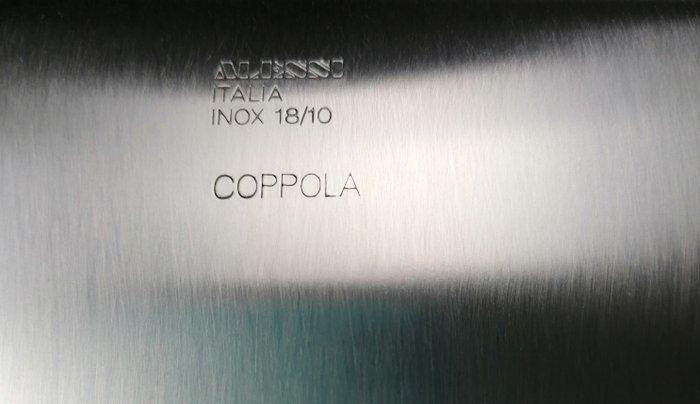 ALESSI
ITALIA
INOX 18/10
COPPOLA